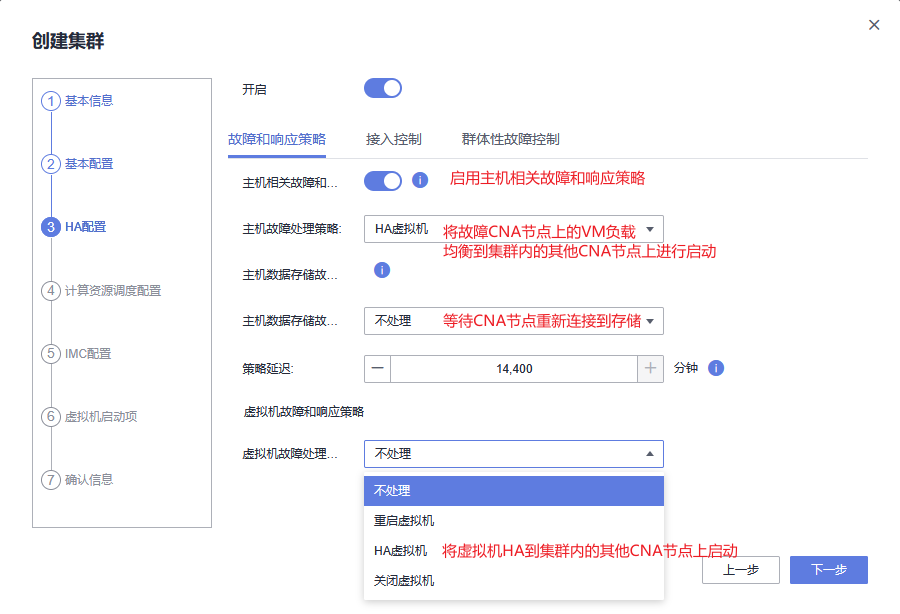 创建集群
1 基本信息
2 基本配置
3 HA配置
4 计算资源调度配置
5 IMC配置
6 虚拟机启动项
7 确认信息
开启
故障和响应策略 接入控制 群体性故障控制
主机相关故障和... 启用主机相关故障和响应策略
主机故障处理策略: HA虚拟机 将故障CNA节点上的VM负载
均衡到集群内的其他CNA节点上进行启动
主机数据存储故...
主机数据存储故... 不处理 等待CNA节点重新连接到存储
策略延迟: 14,400 分钟
虚拟机故障和响应策略
虚拟机故障处理... 不处理
不处理
重启虚拟机
HA虚拟机 将虚拟机HA到集群内的其他CNA节点上启动
关闭虚拟机
上一步 下一步